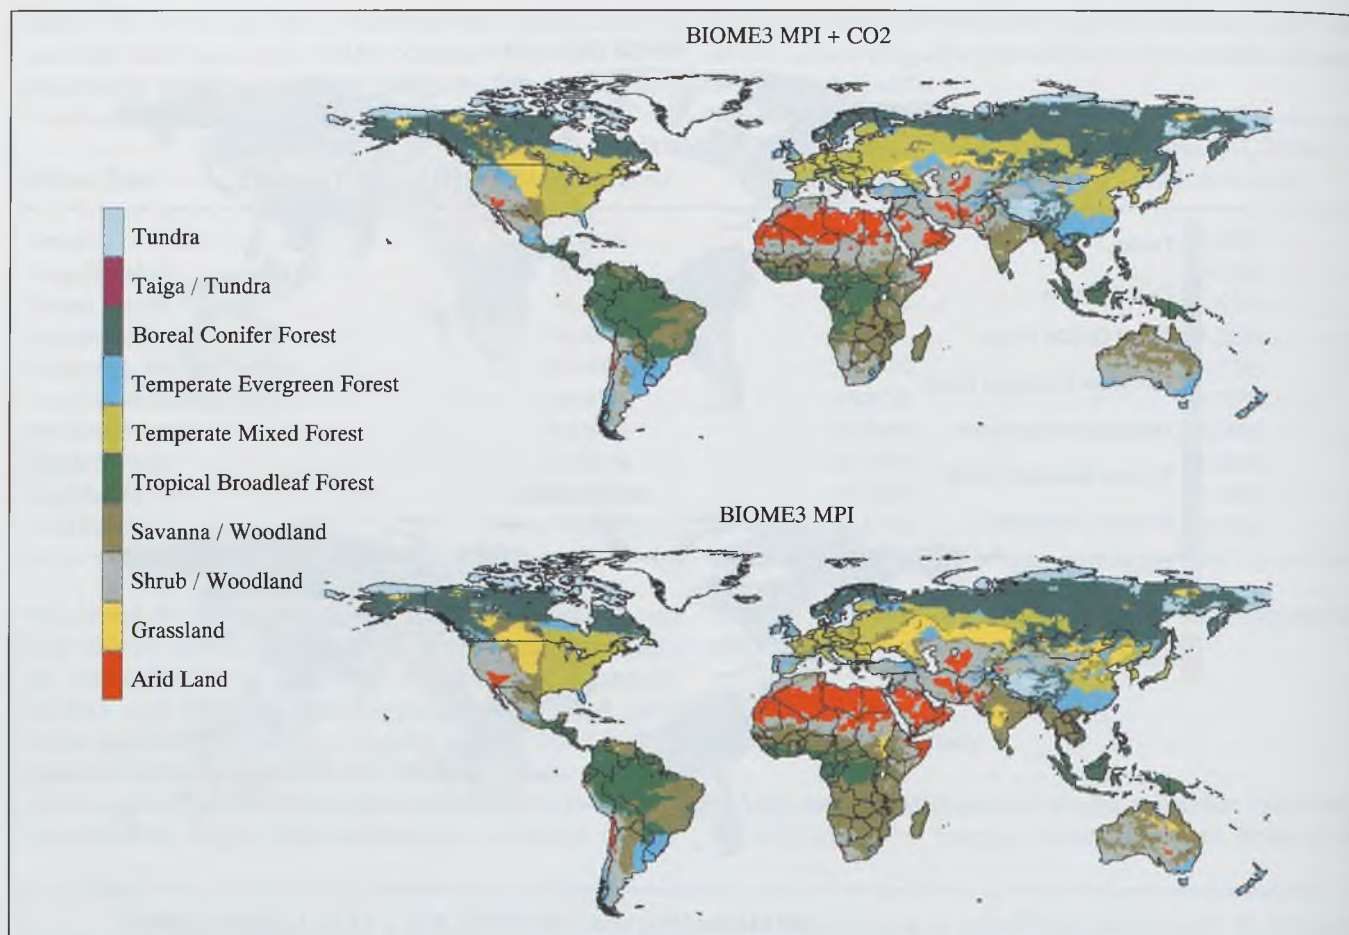 BIOME3 MPI + CO2
Tundra
Taiga / Tundra
Boreal Conifer Forest
Temperate Evergreen Forest
Temperate Mixed Forest
Tropical Broadleaf Forest
Savanna / Woodland
Shrub / Woodland
Grassland
Arid Land
BIOME3 MPI